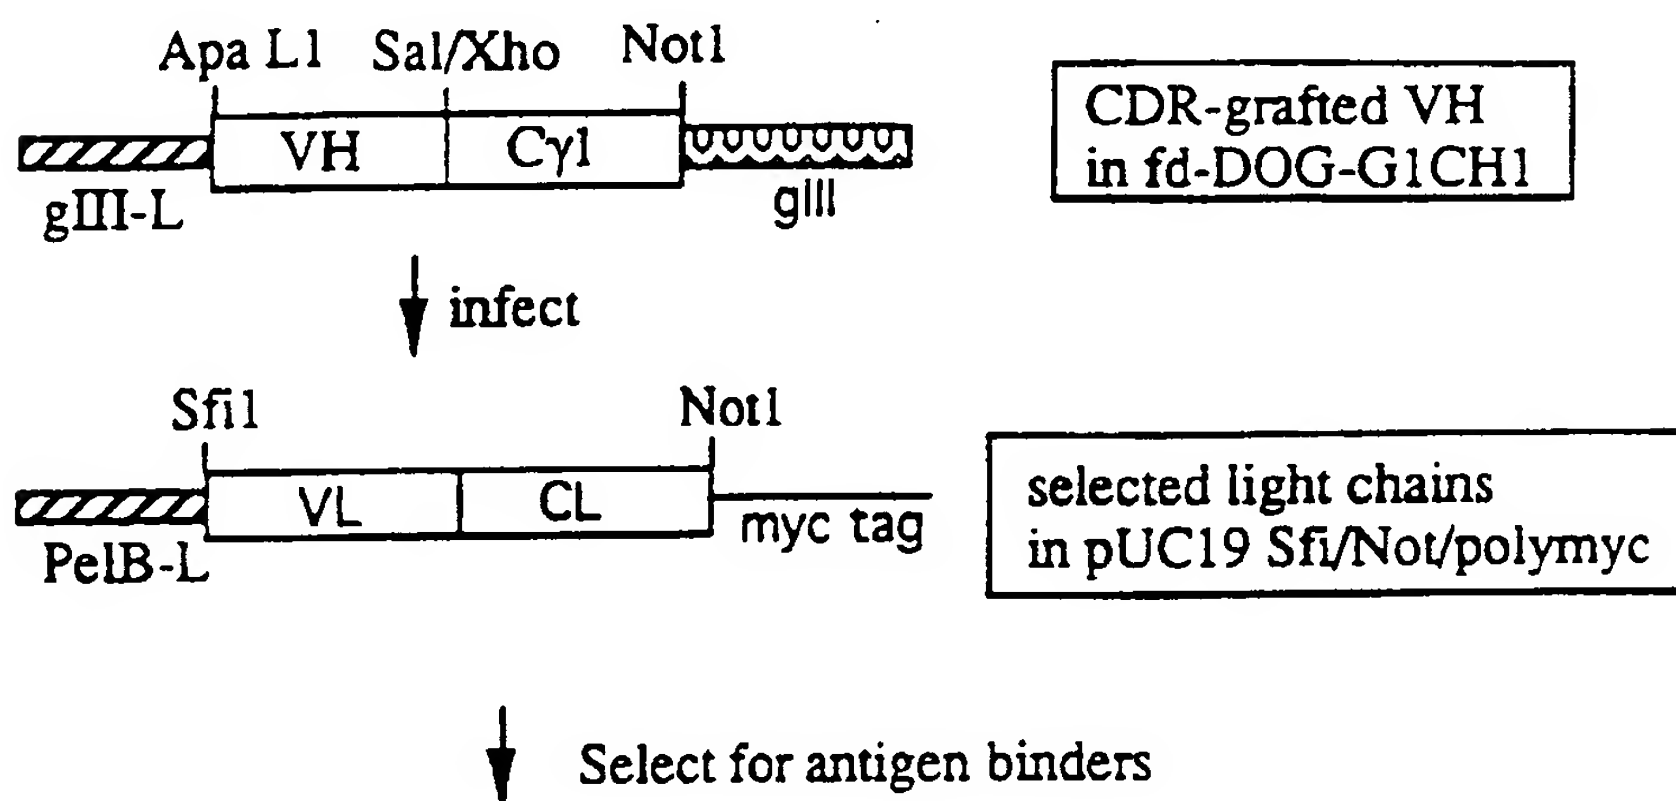 Apa L1 Sal/Xho Not1
VH Cγ1
gIII-L gIII
CDR-grafted VH
in fd-DOG-G1CH1
infect
Sfi1 Not1
VL CL
PelB-L myc tag
selected light chains
in pUC19 Sfi/Not/polymyc
Select for antigen binders